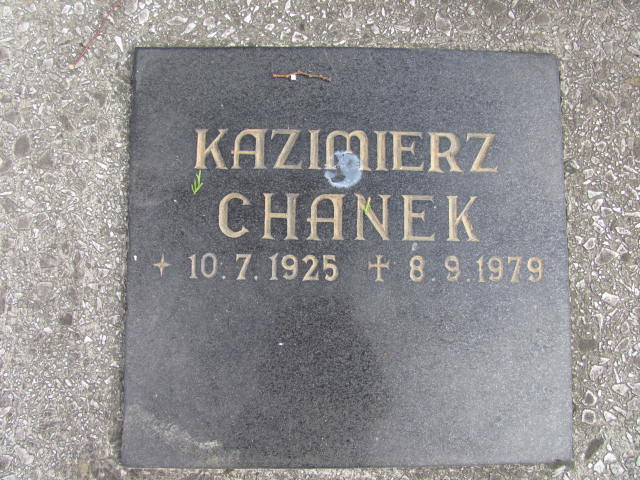 KAZIMIERZ
CHANEK
✦ 10.7.1925 ✝ 8.9.1979